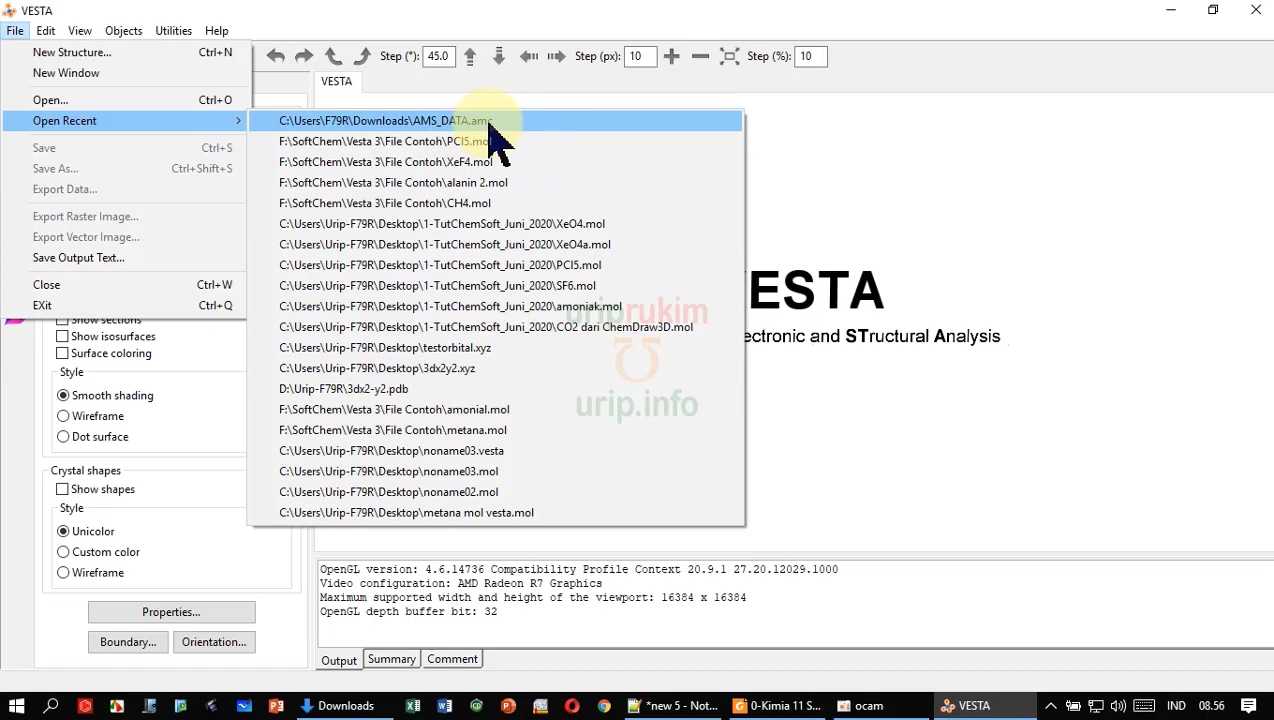 VESTA
File Edit View Objects Utilities Help
New Structure... Ctrl+N
New Window
Open... Ctrl+O
Open Recent
Save Ctrl+S
Save As... Ctrl+Shift+S
Export Data...
Export Raster Image...
Export Vector Image...
Save Output Text...
Close Ctrl+W
EXit Ctrl+Q
Step (°): 45.0 Step (px): 10 Step (%): 10
VESTA
C:\Users\F79R\Downloads\AMS_DATA.amc
F:\SoftChem\Vesta 3\File Contoh\PCl5.mol
F:\SoftChem\Vesta 3\File Contoh\XeF4.mol
F:\SoftChem\Vesta 3\File Contoh\alanin 2.mol
F:\SoftChem\Vesta 3\File Contoh\CH4.mol
C:\Users\Urip-F79R\Desktop\1-TutChemSoft_Juni_2020\XeO4.mol
C:\Users\Urip-F79R\Desktop\1-TutChemSoft_Juni_2020\XeO4a.mol
C:\Users\Urip-F79R\Desktop\1-TutChemSoft_Juni_2020\PCl5.mol
C:\Users\Urip-F79R\Desktop\1-TutChemSoft_Juni_2020\SF6.mol
C:\Users\Urip-F79R\Desktop\1-TutChemSoft_Juni_2020\amoniak.mol
C:\Users\Urip-F79R\Desktop\1-TutChemSoft_Juni_2020\CO2 dari ChemDraw3D.mol
C:\Users\Urip-F79R\Desktop\testorbital.xyz
C:\Users\Urip-F79R\Desktop\3dx2y2.xyz
D:\Urip-F79R\3dx2-y2.pdb
F:\SoftChem\Vesta 3\File Contoh\amonial.mol
F:\SoftChem\Vesta 3\File Contoh\metana.mol
C:\Users\Urip-F79R\Desktop\noname03.vesta
C:\Users\Urip-F79R\Desktop\noname03.mol
C:\Users\Urip-F79R\Desktop\noname02.mol
C:\Users\Urip-F79R\Desktop\metana mol vesta.mol
uriprukim
urip.info
VESTA
ectronic and STructural Analysis
Show sections
Show isosurfaces
Surface coloring
Style
Smooth shading
Wireframe
Dot surface
Crystal shapes
Show shapes
Style
Unicolor
Custom color
Wireframe
Properties...
Boundary... Orientation...
OpenGL version: 4.6.14736 Compatibility Profile Context 20.9.1 27.20.12029.1000
Video configuration: AMD Radeon R7 Graphics
Maximum supported width and height of the viewport: 16384 x 16384
OpenGL depth buffer bit: 32
Output Summary Comment
Downloads *new 5 - Not... 0-Kimia 11 S... ocam VESTA IND 08.56